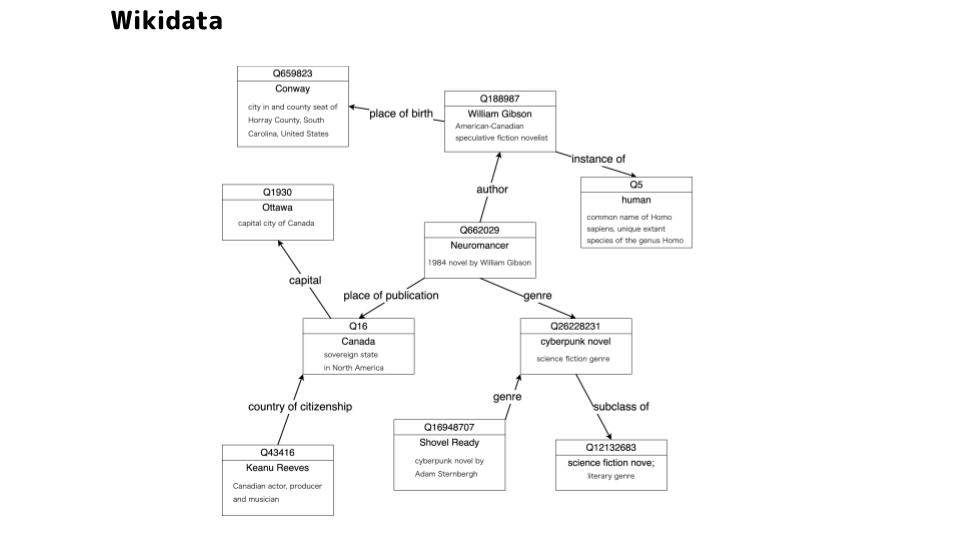 Wikidata
Q659823
Conway
city in and county seat of
Horray County, South
Carolina, United States
place of birth
Q188987
William Gibson
American-Canadian
speculative fiction novelist
instance of
Q5
human
common name of Homo
sapiens, unique extant
species of the genus Homo
Q1930
Ottawa
capital city of Canada
author
Q662029
Neuromancer
1984 novel by William Gibson
capital
place of publication
genre
Q16
Canada
sovereign state
in North America
Q26228231
cyberpunk novel
science fiction genre
country of citizenship
genre
subclass of
Q16948707
Shovel Ready
cyberpunk novel by
Adam Sternbergh
Q12132683
science fiction nove;
literary genre
Q43416
Keanu Reeves
Canadian actor, producer
and musician